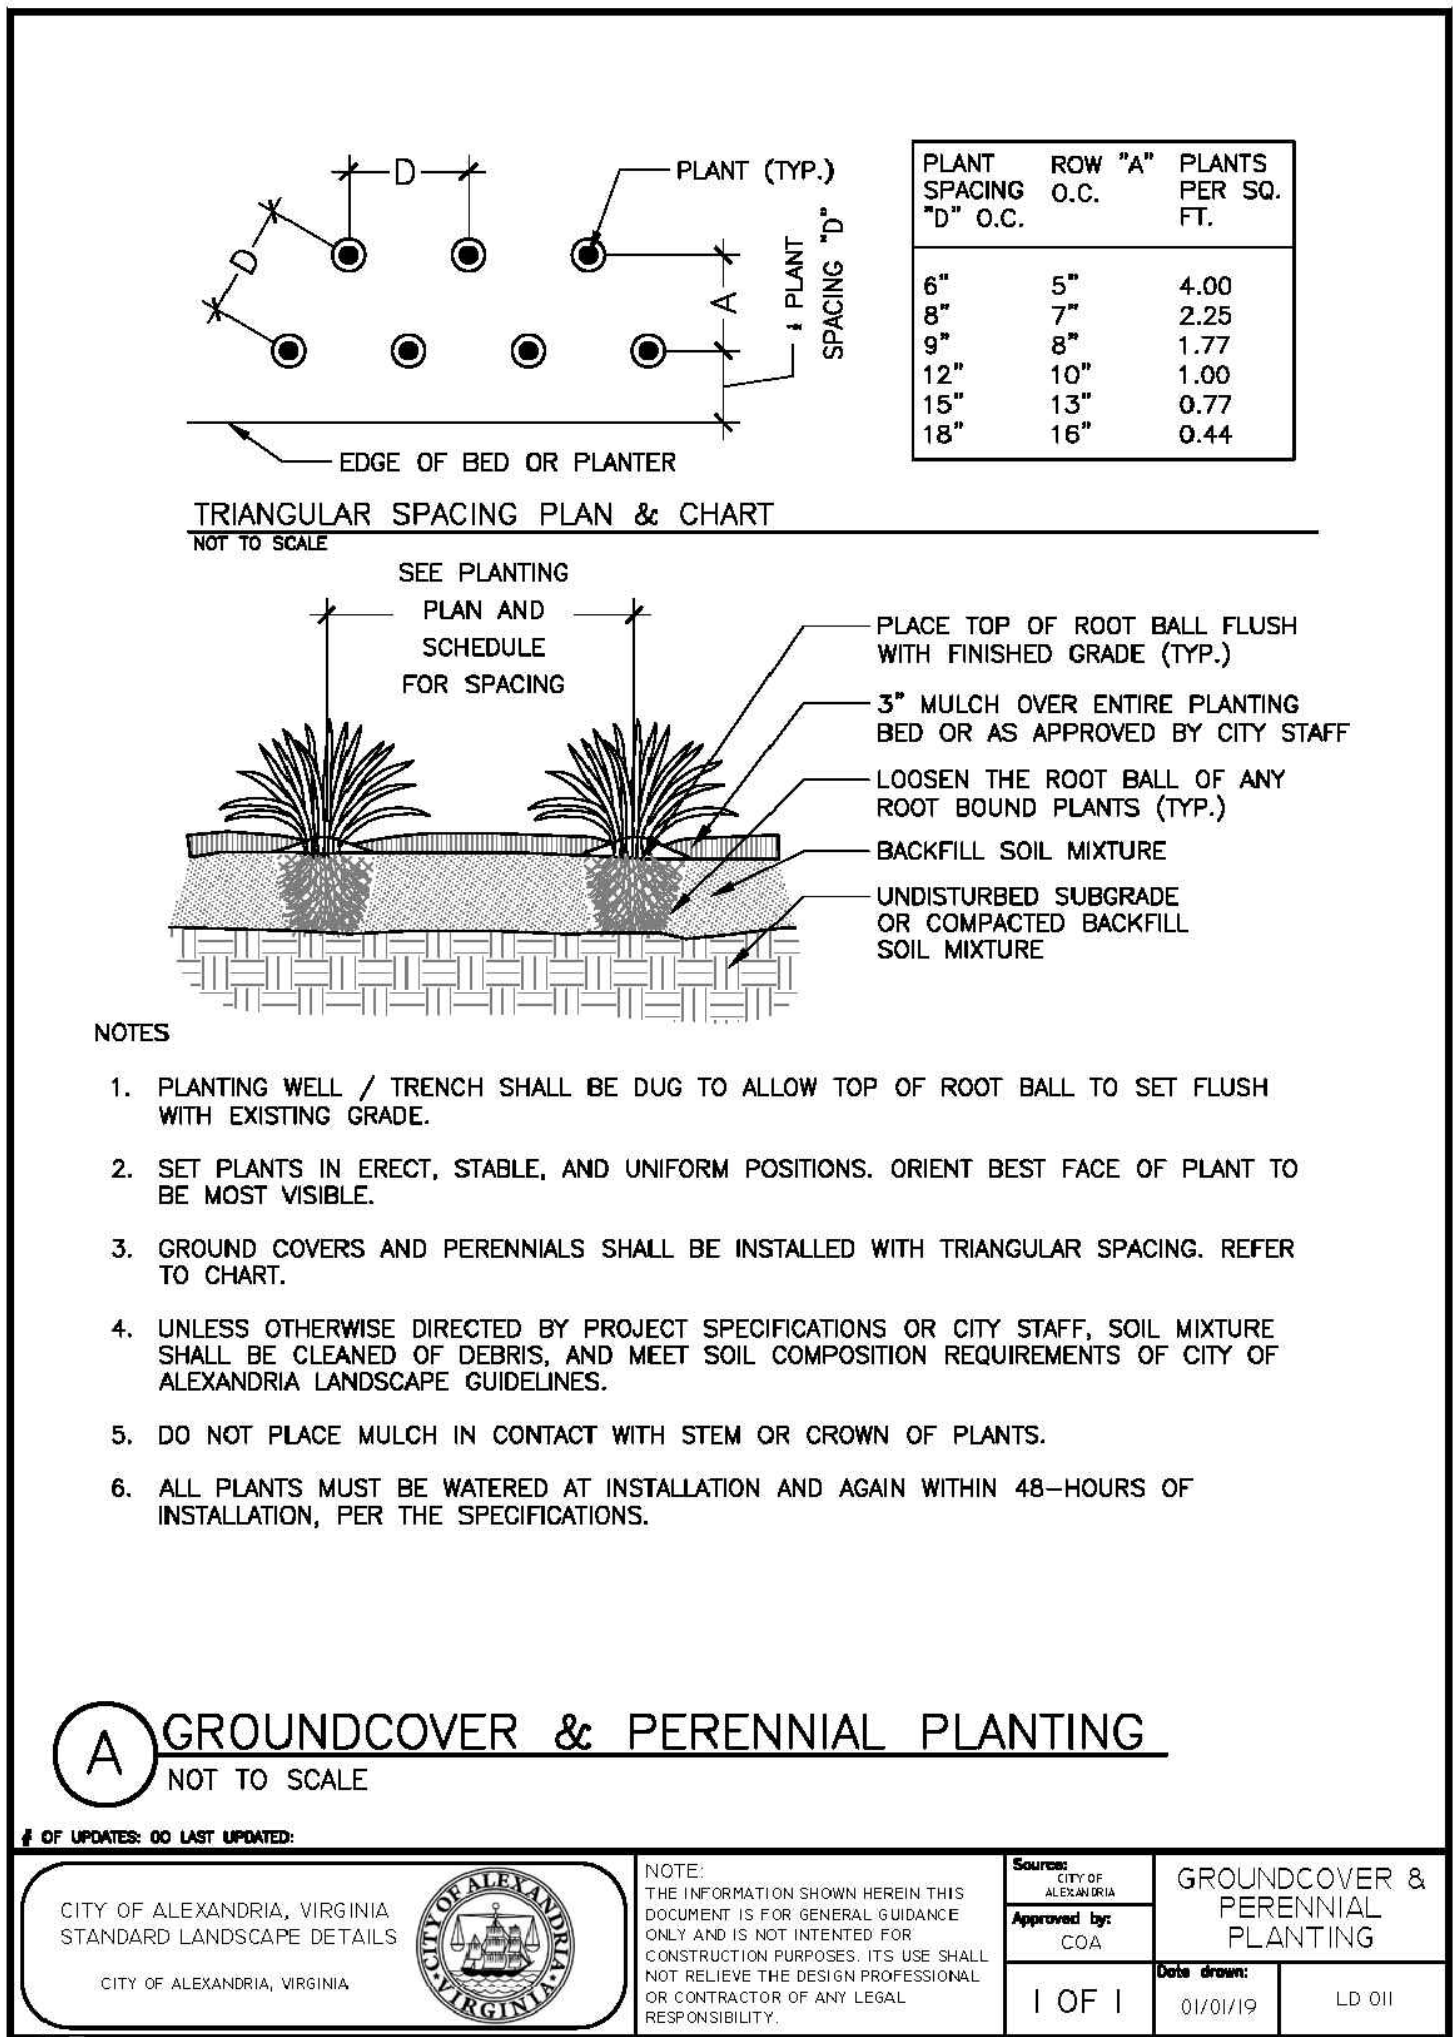 D
PLANT (TYP.)
D
A
PLANT
SPACING "D"
EDGE OF BED OR PLANTER
PLANT SPACING "D" O.C. ROW "A" O.C. PLANTS PER SQ. FT.
6" 5" 4.00
8" 7" 2.25
9" 8" 1.77
12" 10" 1.00
15" 13" 0.77
18" 16" 0.44
TRIANGULAR SPACING PLAN & CHART
NOT TO SCALE
SEE PLANTING
PLAN AND
SCHEDULE
FOR SPACING
PLACE TOP OF ROOT BALL FLUSH
WITH FINISHED GRADE (TYP.)
3" MULCH OVER ENTIRE PLANTING
BED OR AS APPROVED BY CITY STAFF
LOOSEN THE ROOT BALL OF ANY
ROOT BOUND PLANTS (TYP.)
BACKFILL SOIL MIXTURE
UNDISTURBED SUBGRADE
OR COMPACTED BACKFILL
SOIL MIXTURE
NOTES
1. PLANTING WELL / TRENCH SHALL BE DUG TO ALLOW TOP OF ROOT BALL TO SET FLUSH
WITH EXISTING GRADE.
2. SET PLANTS IN ERECT, STABLE, AND UNIFORM POSITIONS. ORIENT BEST FACE OF PLANT TO
BE MOST VISIBLE.
3. GROUND COVERS AND PERENNIALS SHALL BE INSTALLED WITH TRIANGULAR SPACING. REFER
TO CHART.
4. UNLESS OTHERWISE DIRECTED BY PROJECT SPECIFICATIONS OR CITY STAFF, SOIL MIXTURE
SHALL BE CLEANED OF DEBRIS, AND MEET SOIL COMPOSITION REQUIREMENTS OF CITY OF
ALEXANDRIA LANDSCAPE GUIDELINES.
5. DO NOT PLACE MULCH IN CONTACT WITH STEM OR CROWN OF PLANTS.
6. ALL PLANTS MUST BE WATERED AT INSTALLATION AND AGAIN WITHIN 48-HOURS OF
INSTALLATION, PER THE SPECIFICATIONS.
A
GROUNDCOVER & PERENNIAL PLANTING
NOT TO SCALE
# OF UPDATES: 00 LAST UPDATED:
CITY OF ALEXANDRIA, VIRGINIA
STANDARD LANDSCAPE DETAILS
CITY OF ALEXANDRIA, VIRGINIA
CITY OF ALEXANDRIA
VIRGINIA
NOTE:
THE INFORMATION SHOWN HEREIN THIS
DOCUMENT IS FOR GENERAL GUIDANCE
ONLY AND IS NOT INTENTED FOR
CONSTRUCTION PURPOSES. ITS USE SHALL
NOT RELIEVE THE DESIGN PROFESSIONAL
OR CONTRACTOR OF ANY LEGAL
RESPONSIBILITY.
Source:
CITY OF
ALEXANDRIA
Approved by:
COA
1 OF 1
GROUNDCOVER &
PERENNIAL
PLANTING
Date drawn:
01/01/19
LD 011